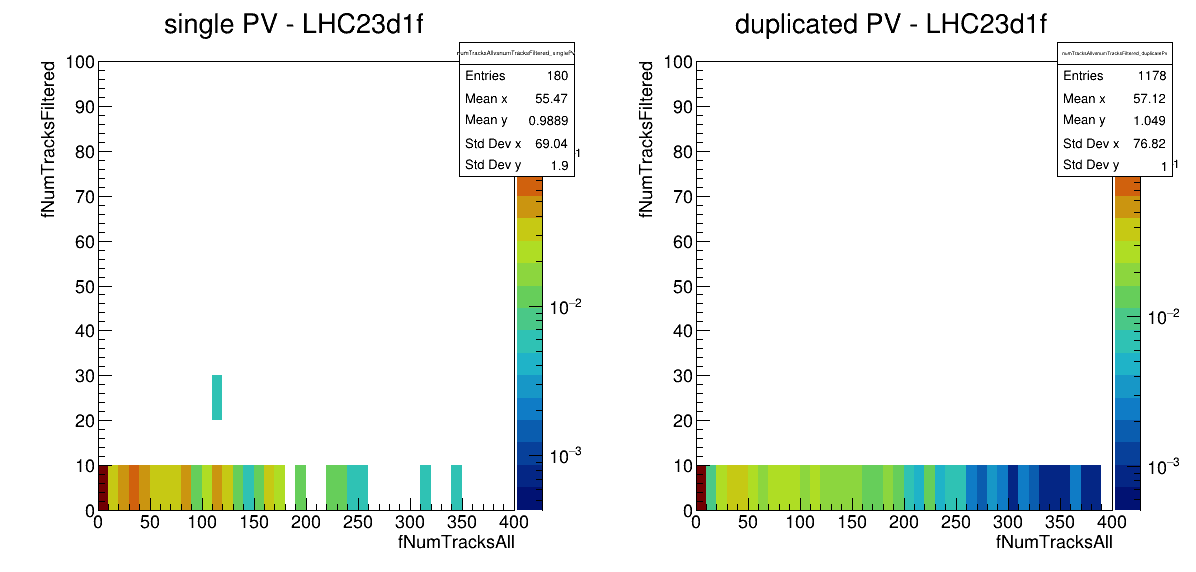 single PV - LHC23d1f
numTracksAllvsnumTracksFiltered_singlePV
Entries 180
Mean x 55.47
Mean y 0.9889
Std Dev x 69.04
Std Dev y 1.9
fNumTracksFiltered
100
90
80
70
60
50
40
30
20
10
0
0 50 100 150 200 250 300 350 400
fNumTracksAll
1
10−2
10−3
duplicated PV - LHC23d1f
numTracksAllvsnumTracksFiltered_duplicatePV
Entries 1178
Mean x 57.12
Mean y 1.049
Std Dev x 76.82
Std Dev y 1
fNumTracksFiltered
100
90
80
70
60
50
40
30
20
10
0
0 50 100 150 200 250 300 350 400
fNumTracksAll
1
10−2
10−3